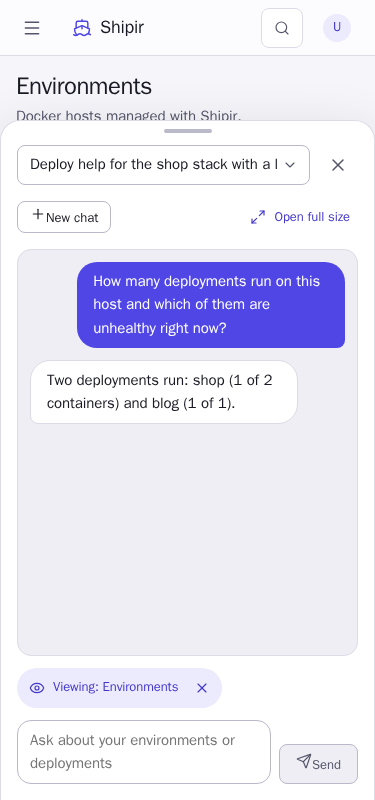 Shipir
U
Environments
Docker hosts managed with Shipir.
Deploy help for the shop stack with a l
New chat
Open full size
How many deployments run on this
host and which of them are
unhealthy right now?
Two deployments run: shop (1 of 2
containers) and blog (1 of 1).
Viewing: Environments
Ask about your environments or
deployments
Send